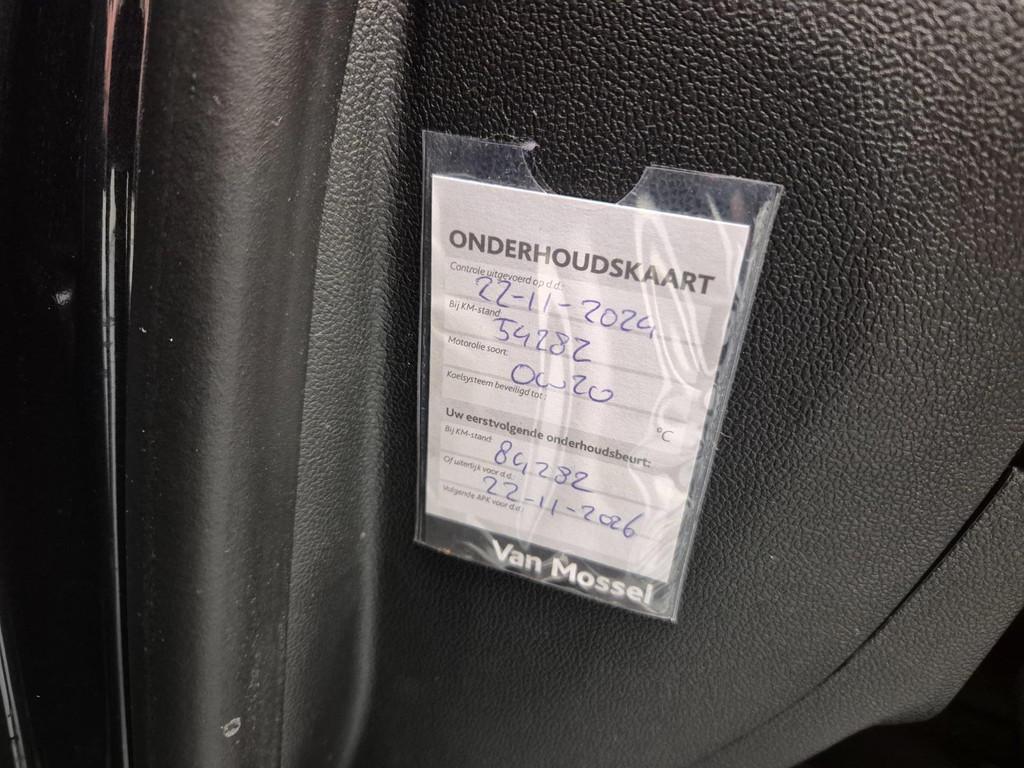 ONDERHOUDSKAART
Controle uitgevoerd op d.d.:
22-11-2024
Bij KM-stand
54282
Motorolie soort:
0W20
Koelsysteem beveiligd tot :
°C
Uw eerstvolgende onderhoudsbeurt:
Bij KM-stand
84282
Of uiterlijk voor d.d.:
22-11-2026
Volgende APK voor d.d.:
Van Mossel